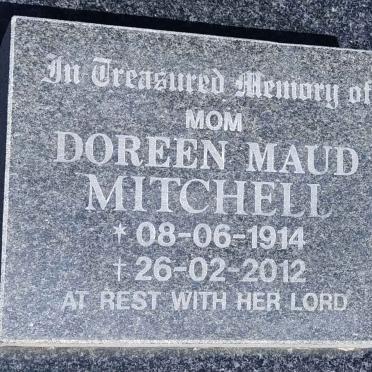 In Treasured Memory of
MOM
DOREEN MAUD
MITCHELL
* 08-06-1914
† 26-02-2012
AT REST WITH HER LORD